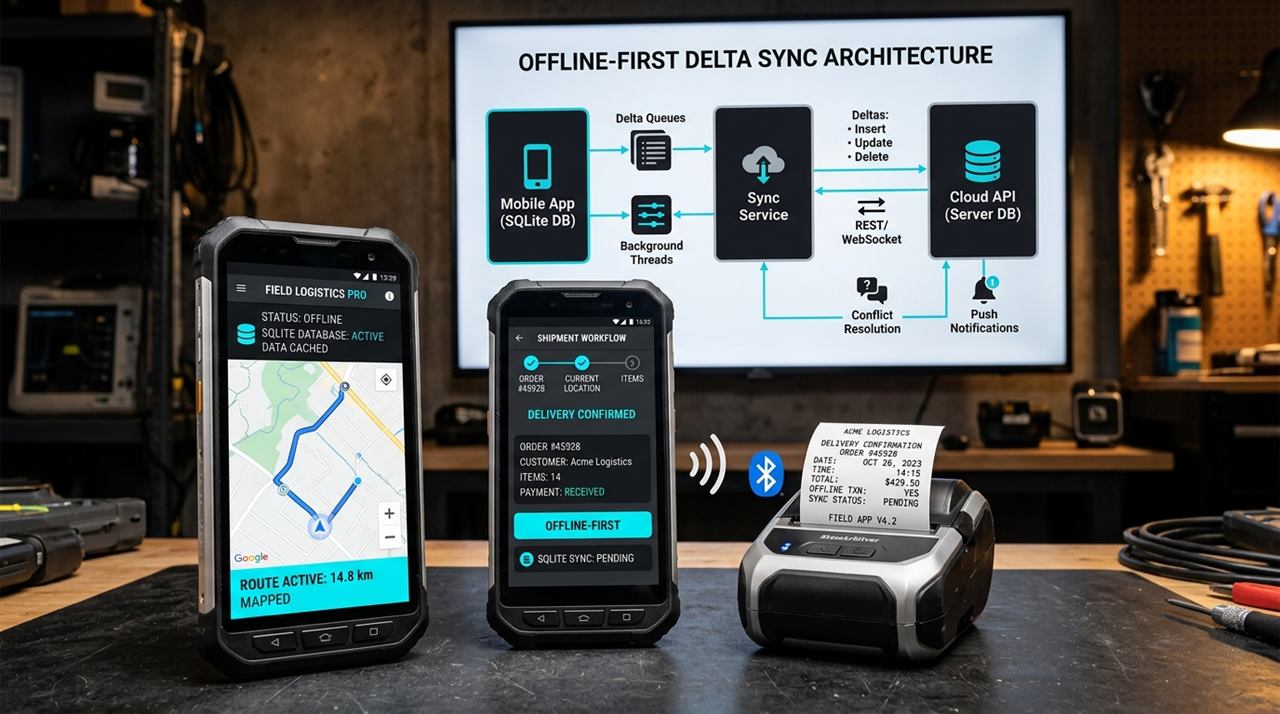 OFFLINE-FIRST DELTA SYNC ARCHITECTURE
Mobile App
(SQLite DB)
Delta Queues
Background
Threads
Sync
Service
Deltas:
• Insert
• Update
• Delete
REST/
WebSocket
Cloud API
(Server DB)
Conflict
Resolution
1
Push
Notifications
13:29
FIELD LOGISTICS PRO
STATUS: OFFLINE
SQLITE DATABASE: ACTIVE
DATA CACHED
Google
ROUTE ACTIVE: 14.8 km
MAPPED
SHIPMENT WORKFLOW
ORDER
#45928
CURRENT
LOCATION
ITEMS
DELIVERY CONFIRMED
ORDER #45928
CUSTOMER: Acme Logistics
ITEMS: 14
PAYMENT: RECEIVED
OFFLINE-FIRST
SQLITE SYNC: PENDING
ACME LOGISTICS
DELIVERY CONFIRMATION
ORDER #45928
DATE: OCT 26, 2023
TIME: 14:15
TOTAL: $429.50
OFFLINE TXN: YES
SYNC STATUS: PENDING
FIELD APP V4.2